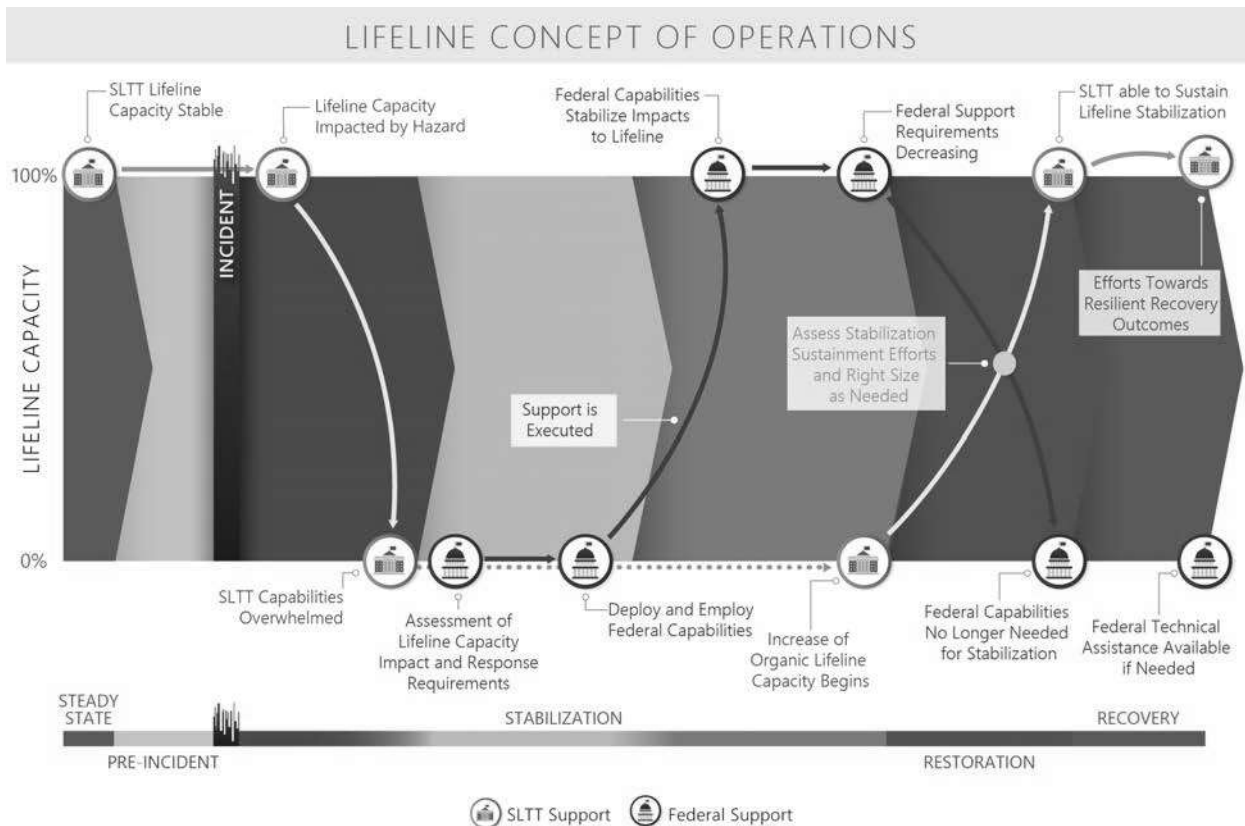 LIFELINE CONCEPT OF OPERATIONS
SLTT Lifeline
Capacity Stable
Lifeline Capacity
Impacted by Hazard
Federal Capabilities
Stabilize Impacts
to Lifeline
Federal Support
Requirements
Decreasing
SLTT able to Sustain
Lifeline Stabilization
100%
INCIDENT
LIFELINE CAPACITY
Efforts Towards
Resilient Recovery
Outcomes
Assess Stabilization
Sustainment Efforts
and Right Size
as Needed
Support is
Executed
0%
SLTT Capabilities
Overwhelmed
Assessment of
Lifeline Capacity
Impact and Response
Requirements
Deploy and Employ
Federal Capabilities
Increase of
Organic Lifeline
Capacity Begins
Federal Capabilities
No Longer Needed
for Stabilization
Federal Technical
Assistance Available
if Needed
STEADY
STATE
STABILIZATION
RECOVERY
PRE-INCIDENT
RESTORATION
SLTT Support
Federal Support